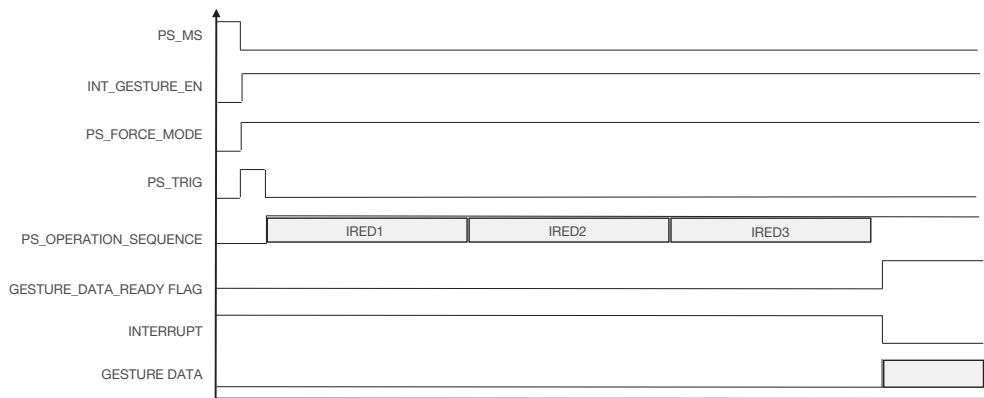 PS_MS
INT_GESTURE_EN
PS_FORCE_MODE
PS_TRIG
PS_OPERATION_SEQUENCE IRED1 IRED2 IRED3
GESTURE_DATA_READY FLAG
INTERRUPT
GESTURE DATA